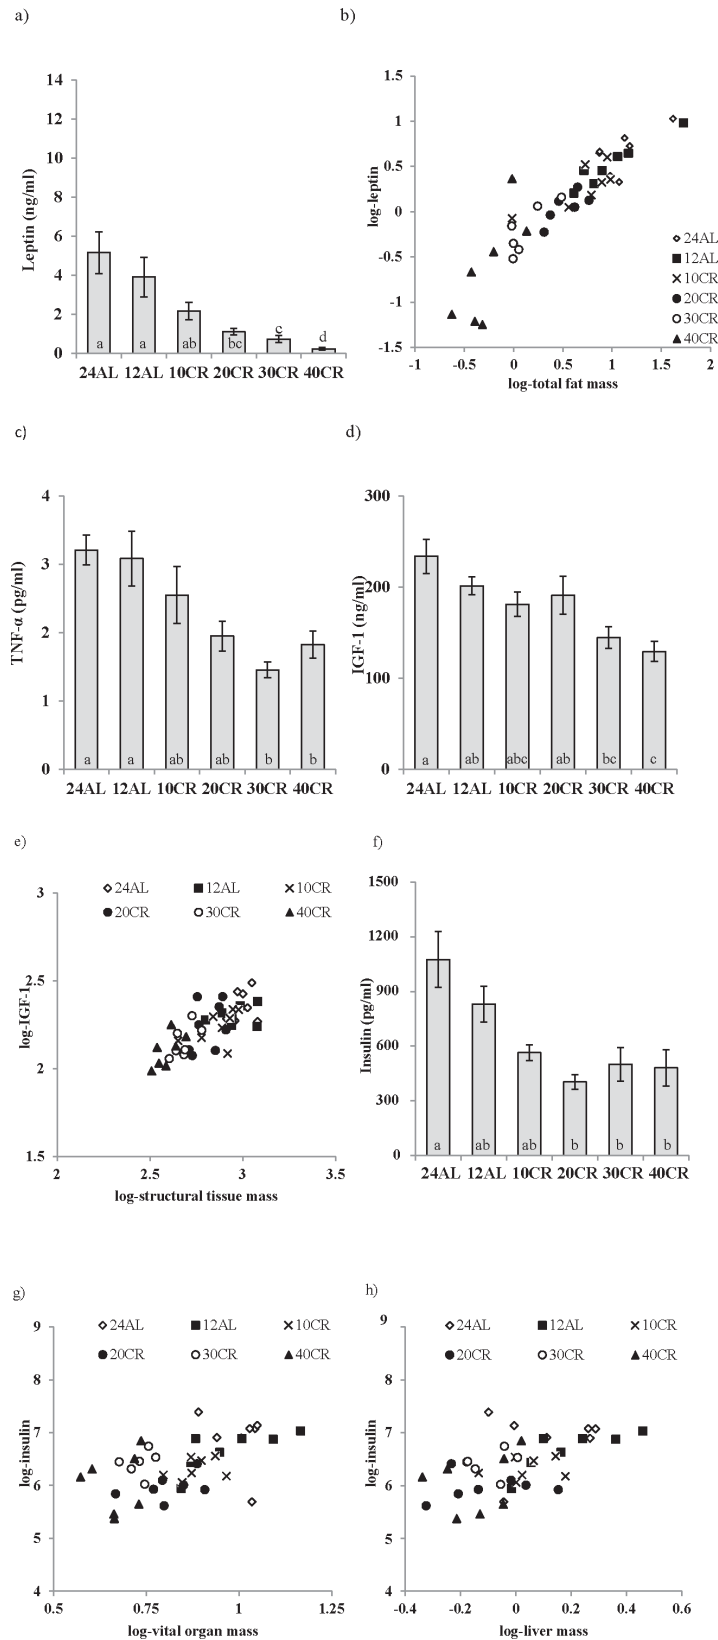 a)
Leptin (ng/ml)
14
12
10
8
6
4
2
0
a a ab bc c d
24AL 12AL 10CR 20CR 30CR 40CR
b)
log-leptin
1.5
1
0.5
0
-0.5
-1
-1.5
24AL
12AL
10CR
20CR
30CR
40CR
-1 -0.5 0 0.5 1 1.5 2
log-total fat mass
c)
TNF-α (pg/ml)
4
3
2
1
0
a a ab ab b b
24AL 12AL 10CR 20CR 30CR 40CR
d)
IGF-1 (ng/ml)
300
200
100
0
a ab abc ab bc c
24AL 12AL 10CR 20CR 30CR 40CR
e)
24AL 12AL 10CR
20CR 30CR 40CR
log-IGF-1
3
2.5
2
1.5
2 2.5 3 3.5
log-structural tissue mass
f)
Insulin (pg/ml)
1500
1200
900
600
300
0
a ab ab b b b
24AL 12AL 10CR 20CR 30CR 40CR
g)
24AL 12AL 10CR
20CR 30CR 40CR
log-insulin
9
8
7
6
5
4
0.5 0.75 1 1.25
log-vital organ mass
h)
24AL 12AL 10CR
20CR 30CR 40CR
log-insulin
9
8
7
6
5
4
-0.4 -0.2 0 0.2 0.4 0.6
log-liver mass